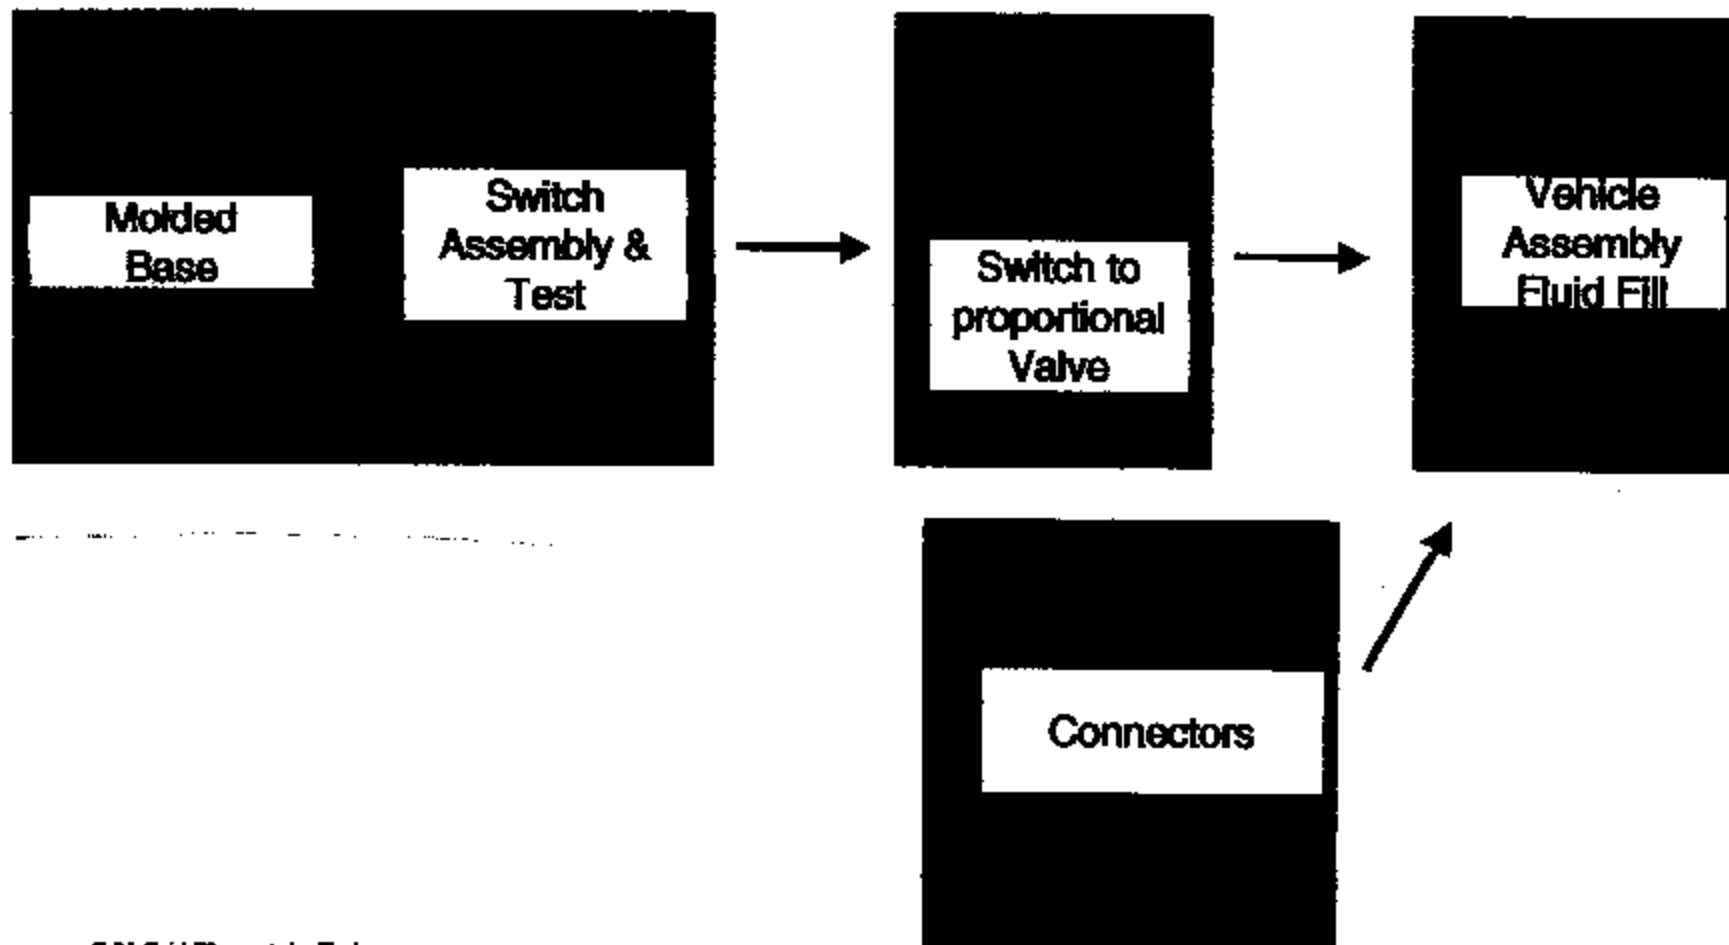 Molded
Base
Switch
Assembly &
Test
Switch to
proportional
Valve
Vehicle
Assembly
Fluid Fill
Connectors